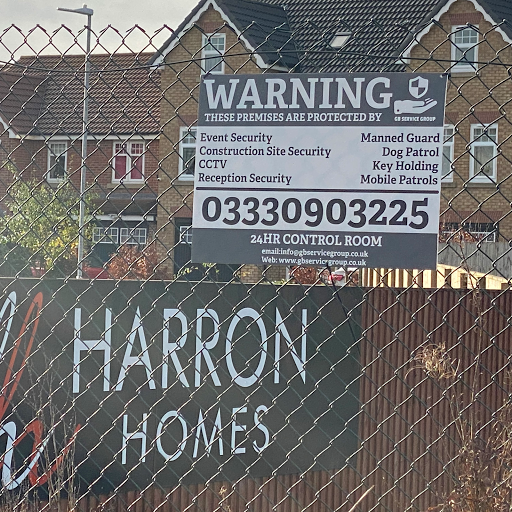 WARNING
THESE PREMISES ARE PROTECTED BY
GB SERVICE GROUP
Event Security Manned Guard
Construction Site Security Dog Patrol
CCTV Key Holding
Reception Security Mobile Patrols
03330903225
24HR CONTROL ROOM
email:info@gbservicegroup.co.uk
Web: www.gbservicegroup.co.uk
HARRON
HOMES